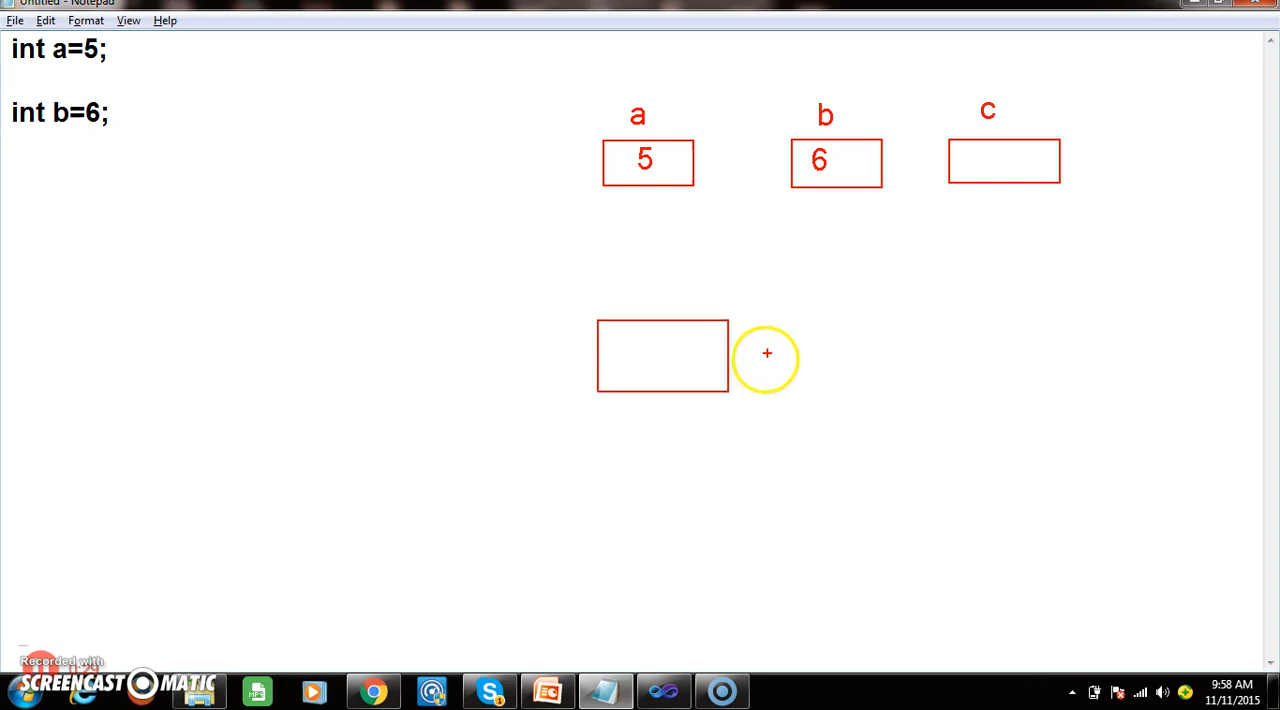 Untitled - Notepad
File Edit Format View Help
int a=5;
int b=6;
a b c
5 6
+
Recorded with
SCREENCAST MATIC
9:58 AM
11/11/2015